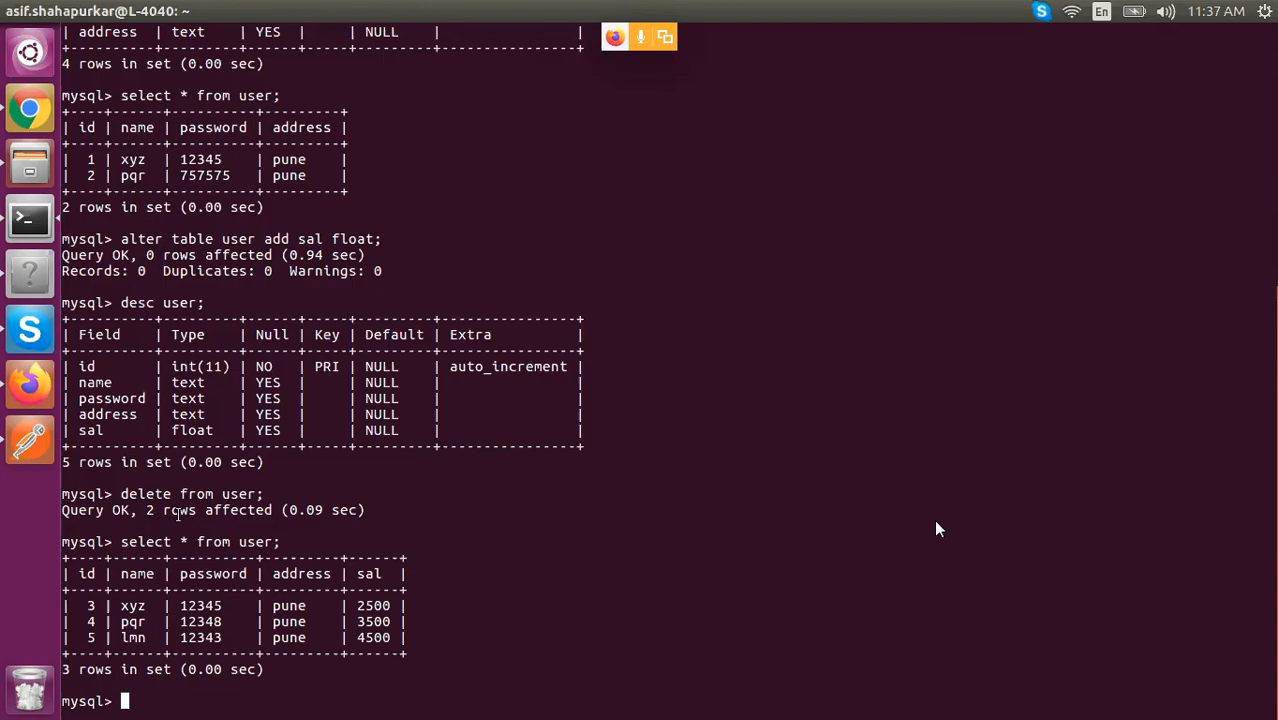 asif.shahapurkar@L-4040: ~
En
11:37 AM
| address | text | YES | | NULL | |
+----------+---------+------+-----+---------+----------------+
4 rows in set (0.00 sec)
mysql> select * from user;
+----+------+----------+---------+
| id | name | password | address |
+----+------+----------+---------+
| 1 | xyz | 12345 | pune |
| 2 | pqr | 757575 | pune |
+----+------+----------+---------+
2 rows in set (0.00 sec)
mysql> alter table user add sal float;
Query OK, 0 rows affected (0.94 sec)
Records: 0 Duplicates: 0 Warnings: 0
mysql> desc user;
+----------+---------+------+-----+---------+----------------+
| Field | Type | Null | Key | Default | Extra |
+----------+---------+------+-----+---------+----------------+
| id | int(11) | NO | PRI | NULL | auto_increment |
| name | text | YES | | NULL | |
| password | text | YES | | NULL | |
| address | text | YES | | NULL | |
| sal | float | YES | | NULL | |
+----------+---------+------+-----+---------+----------------+
5 rows in set (0.00 sec)
mysql> delete from user;
Query OK, 2 rows affected (0.09 sec)
mysql> select * from user;
+----+------+----------+---------+------+
| id | name | password | address | sal |
+----+------+----------+---------+------+
| 3 | xyz | 12345 | pune | 2500 |
| 4 | pqr | 12348 | pune | 3500 |
| 5 | lmn | 12343 | pune | 4500 |
+----+------+----------+---------+------+
3 rows in set (0.00 sec)
mysql>